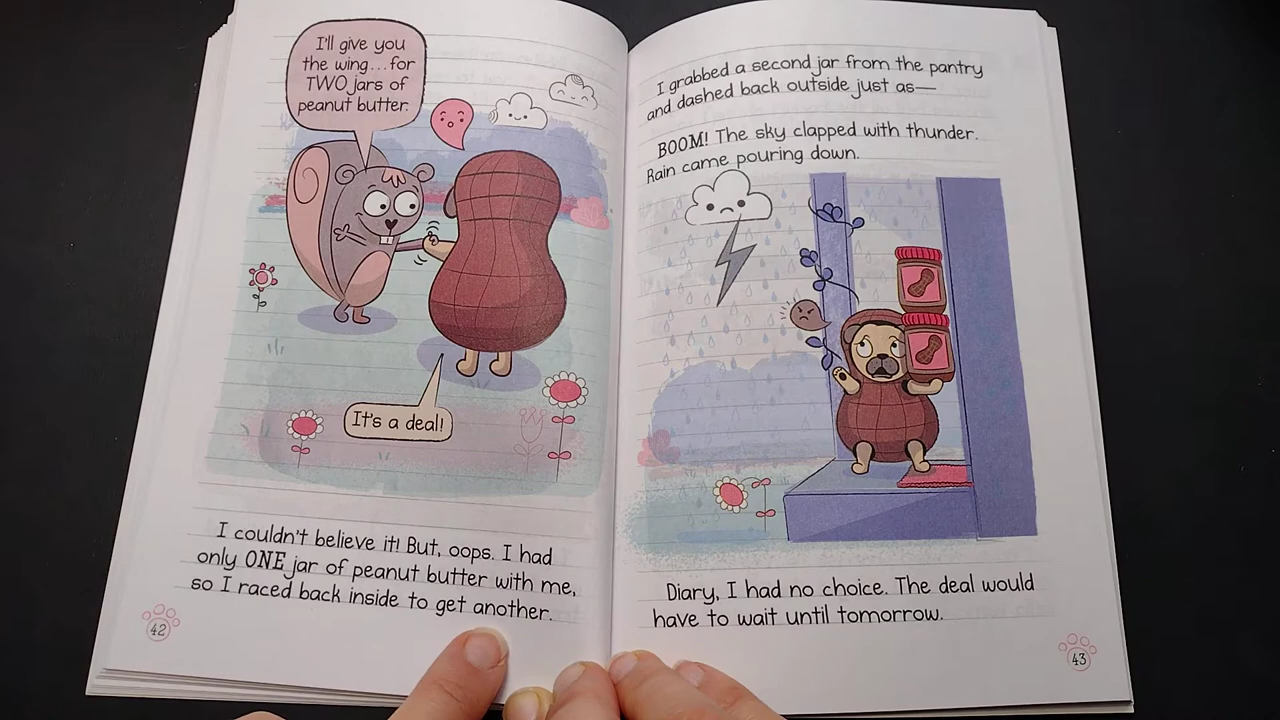 I'll give you
the wing...for
TWO jars of
peanut butter.
It's a deal!
I couldn't believe it! But, oops. I had
only ONE jar of peanut butter with me,
so I raced back inside to get another.
42
I grabbed a second jar from the pantry
and dashed back outside just as—
BOOM! The sky clapped with thunder.
Rain came pouring down.
Diary, I had no choice. The deal would
have to wait until tomorrow.
43